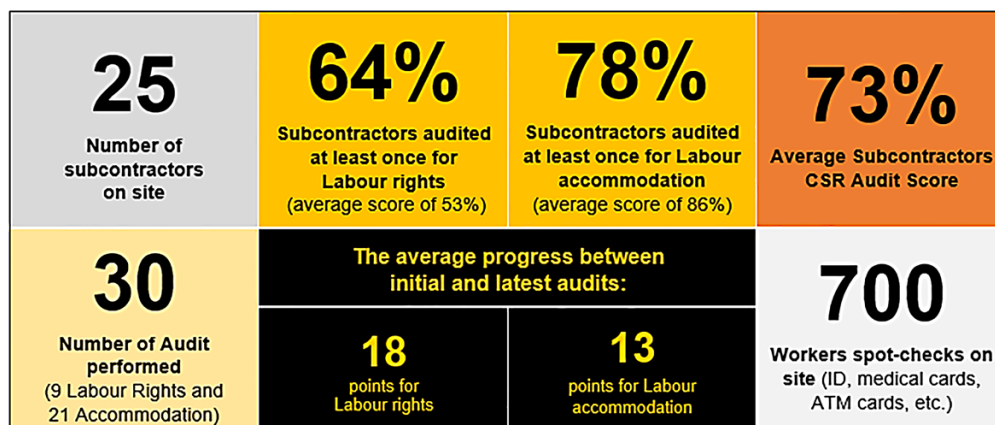 25
Number of
subcontractors
on site
64%
Subcontractors audited
at least once for
Labour rights
(average score of 53%)
78%
Subcontractors audited
at least once for Labour
accommodation
(average score of 86%)
73%
Average Subcontractors
CSR Audit Score
30
Number of Audit
performed
(9 Labour Rights and
21 Accommodation)
The average progress between
initial and latest audits:
18
points for
Labour rights
13
points for Labour
accommodation
700
Workers spot-checks on
site (ID, medical cards,
ATM cards, etc.)